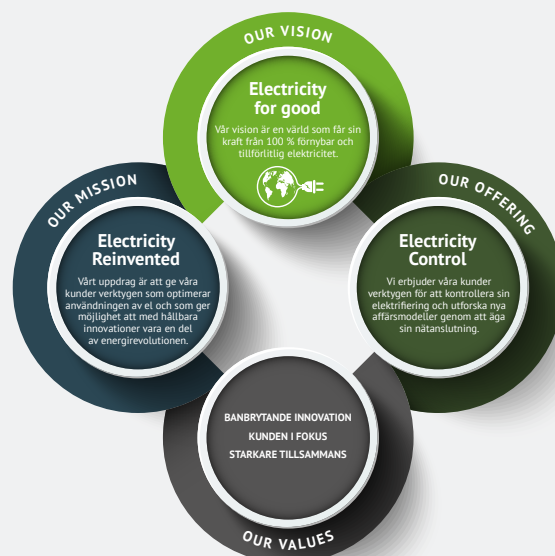 OUR VISION
Electricity
for good
Vår vision är en värld som får sin
kraft från 100 % förnybar och
tillförlitlig elektricitet.
OUR MISSION
Electricity
Reinvented
Vårt uppdrag är att ge våra
kunder verktygen som optimerar
användningen av el och som ger
möjlighet att med hållbara
innovationer vara en del
av energirevolutionen.
OUR OFFERING
Electricity
Control
Vi erbjuder våra kunder
verktygen för att kontrollera sin
elektrifiering och utforska nya
affärsmodeller genom att äga
sin nätanslutning.
BANBRYTANDE INNOVATION
KUNDEN I FOKUS
STARKARE TILLSAMMANS
OUR VALUES